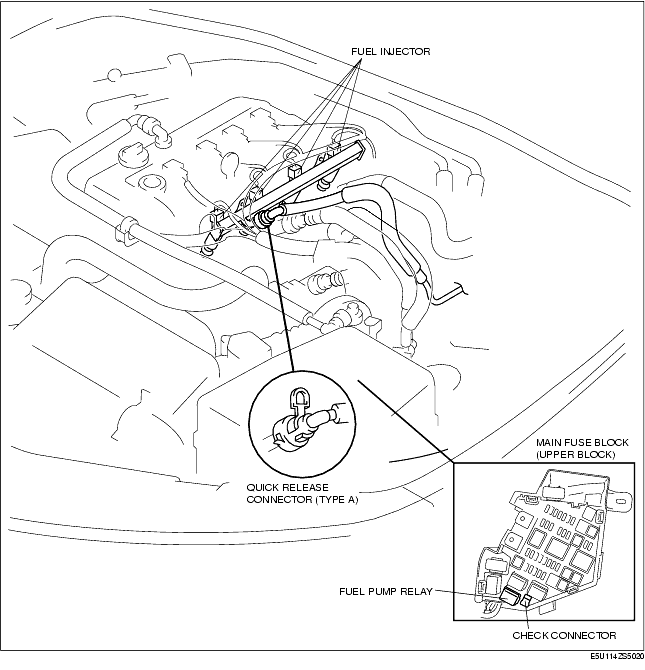 FUEL INJECTOR
MAIN FUSE BLOCK
(UPPER BLOCK)
QUICK RELEASE
CONNECTOR (TYPE A)
FUEL PUMP RELAY
CHECK CONNECTOR
E5U114ZS5020